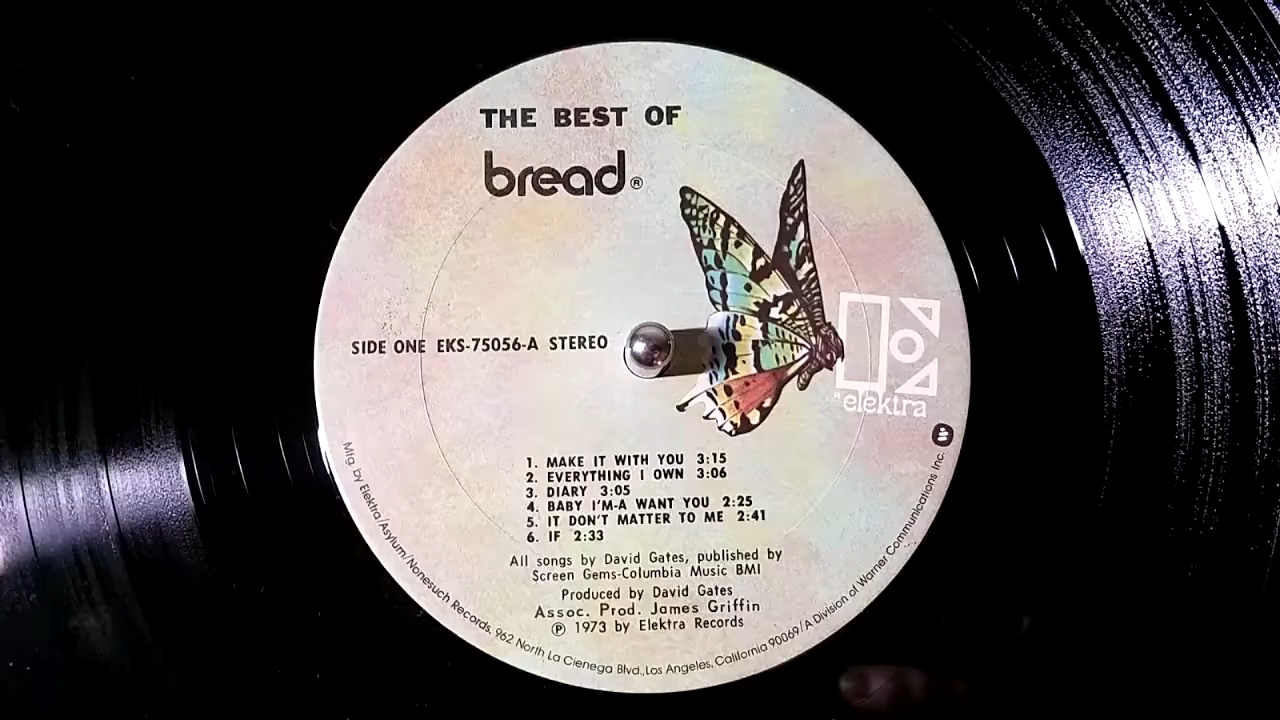 THE BEST OF
bread®
SIDE ONE EKS-75056-A STEREO
® elektra
1. MAKE IT WITH YOU 3:15
2. EVERYTHING I OWN 3:06
3. DIARY 3:05
4. BABY I'M-A WANT YOU 2:25
5. IT DON'T MATTER TO ME 2:41
6. IF 2:33
All songs by David Gates, published by
Screen Gems-Columbia Music BMI
Produced by David Gates
Assoc. Prod. James Griffin
℗ 1973 by Elektra Records
Mfg. by Elektra/Asylum/Nonesuch Records, 962 North La Cienega Blvd., Los Angeles, California 90069/A Division of Warner Communications Inc.